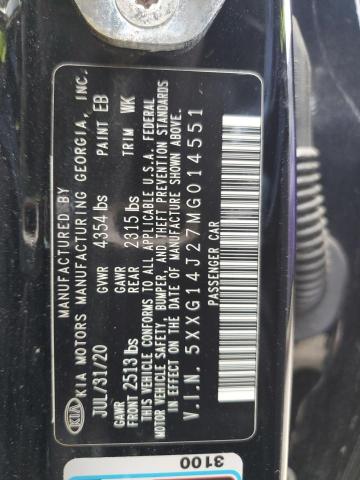 MANUFACTURED BY
KIA MOTORS MANUFACTURING GEORGIA, INC.
KIA
JUL/31/20 GVWR 4354 lbs PAINT EB
GAWR FRONT 2513 lbs GAWR REAR 2815 lbs TRIM WK
THIS VEHICLE CONFORMS TO ALL APPLICABLE U.S.A. FEDERAL
MOTOR VEHICLE SAFETY, BUMPER, AND THEFT PREVENTION STANDARDS
IN EFFECT ON THE DATE OF MANUFACTURE SHOWN ABOVE.
V.I.N. 5XXG14J27MG014551
PASSENGER CAR
3100